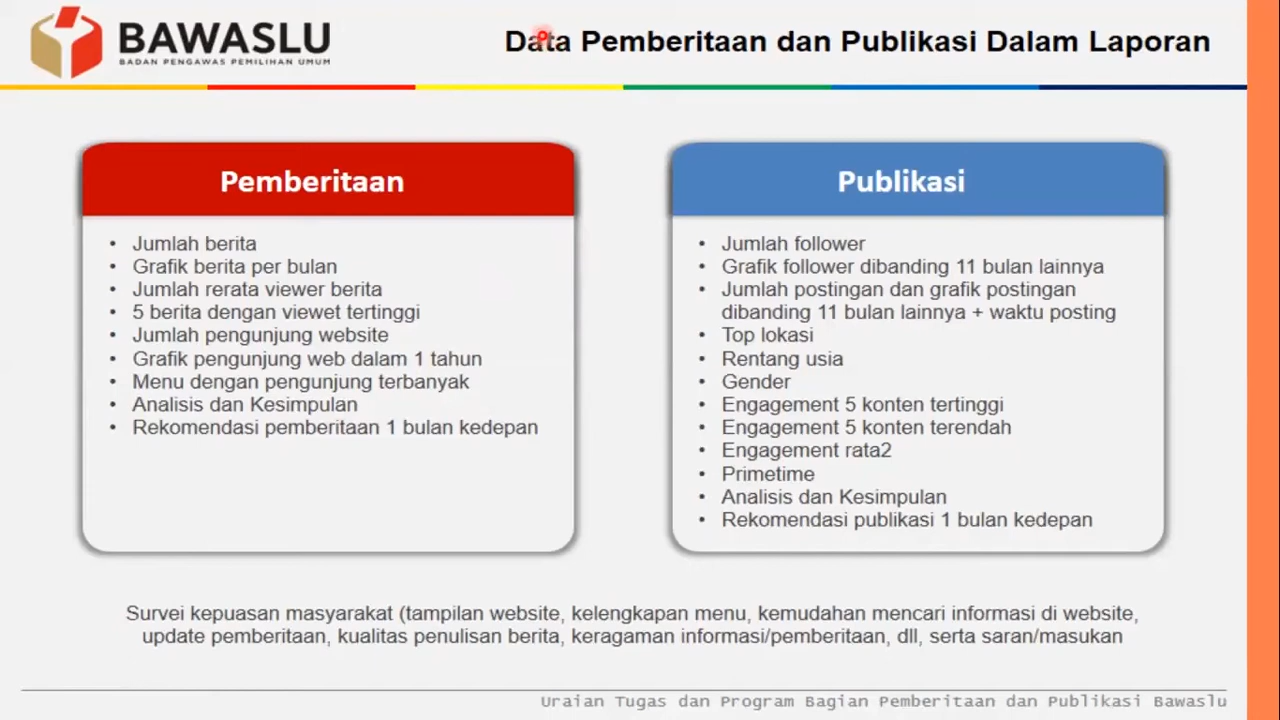 BAWASLU
BADAN PENGAWAS PEMILIHAN UMUM
Data Pemberitaan dan Publikasi Dalam Laporan
Pemberitaan
• Jumlah berita
• Grafik berita per bulan
• Jumlah rerata viewer berita
• 5 berita dengan viewet tertinggi
• Jumlah pengunjung website
• Grafik pengunjung web dalam 1 tahun
• Menu dengan pengunjung terbanyak
• Analisis dan Kesimpulan
• Rekomendasi pemberitaan 1 bulan kedepan
Publikasi
• Jumlah follower
• Grafik follower dibanding 11 bulan lainnya
• Jumlah postingan dan grafik postingan
dibanding 11 bulan lainnya + waktu posting
• Top lokasi
• Rentang usia
• Gender
• Engagement 5 konten tertinggi
• Engagement 5 konten terendah
• Engagement rata2
• Primetime
• Analisis dan Kesimpulan
• Rekomendasi publikasi 1 bulan kedepan
Survei kepuasan masyarakat (tampilan website, kelengkapan menu, kemudahan mencari informasi di website,
update pemberitaan, kualitas penulisan berita, keragaman informasi/pemberitaan, dll, serta saran/masukan
Uraian Tugas dan Program Bagian Pemberitaan dan Publikasi Bawaslu